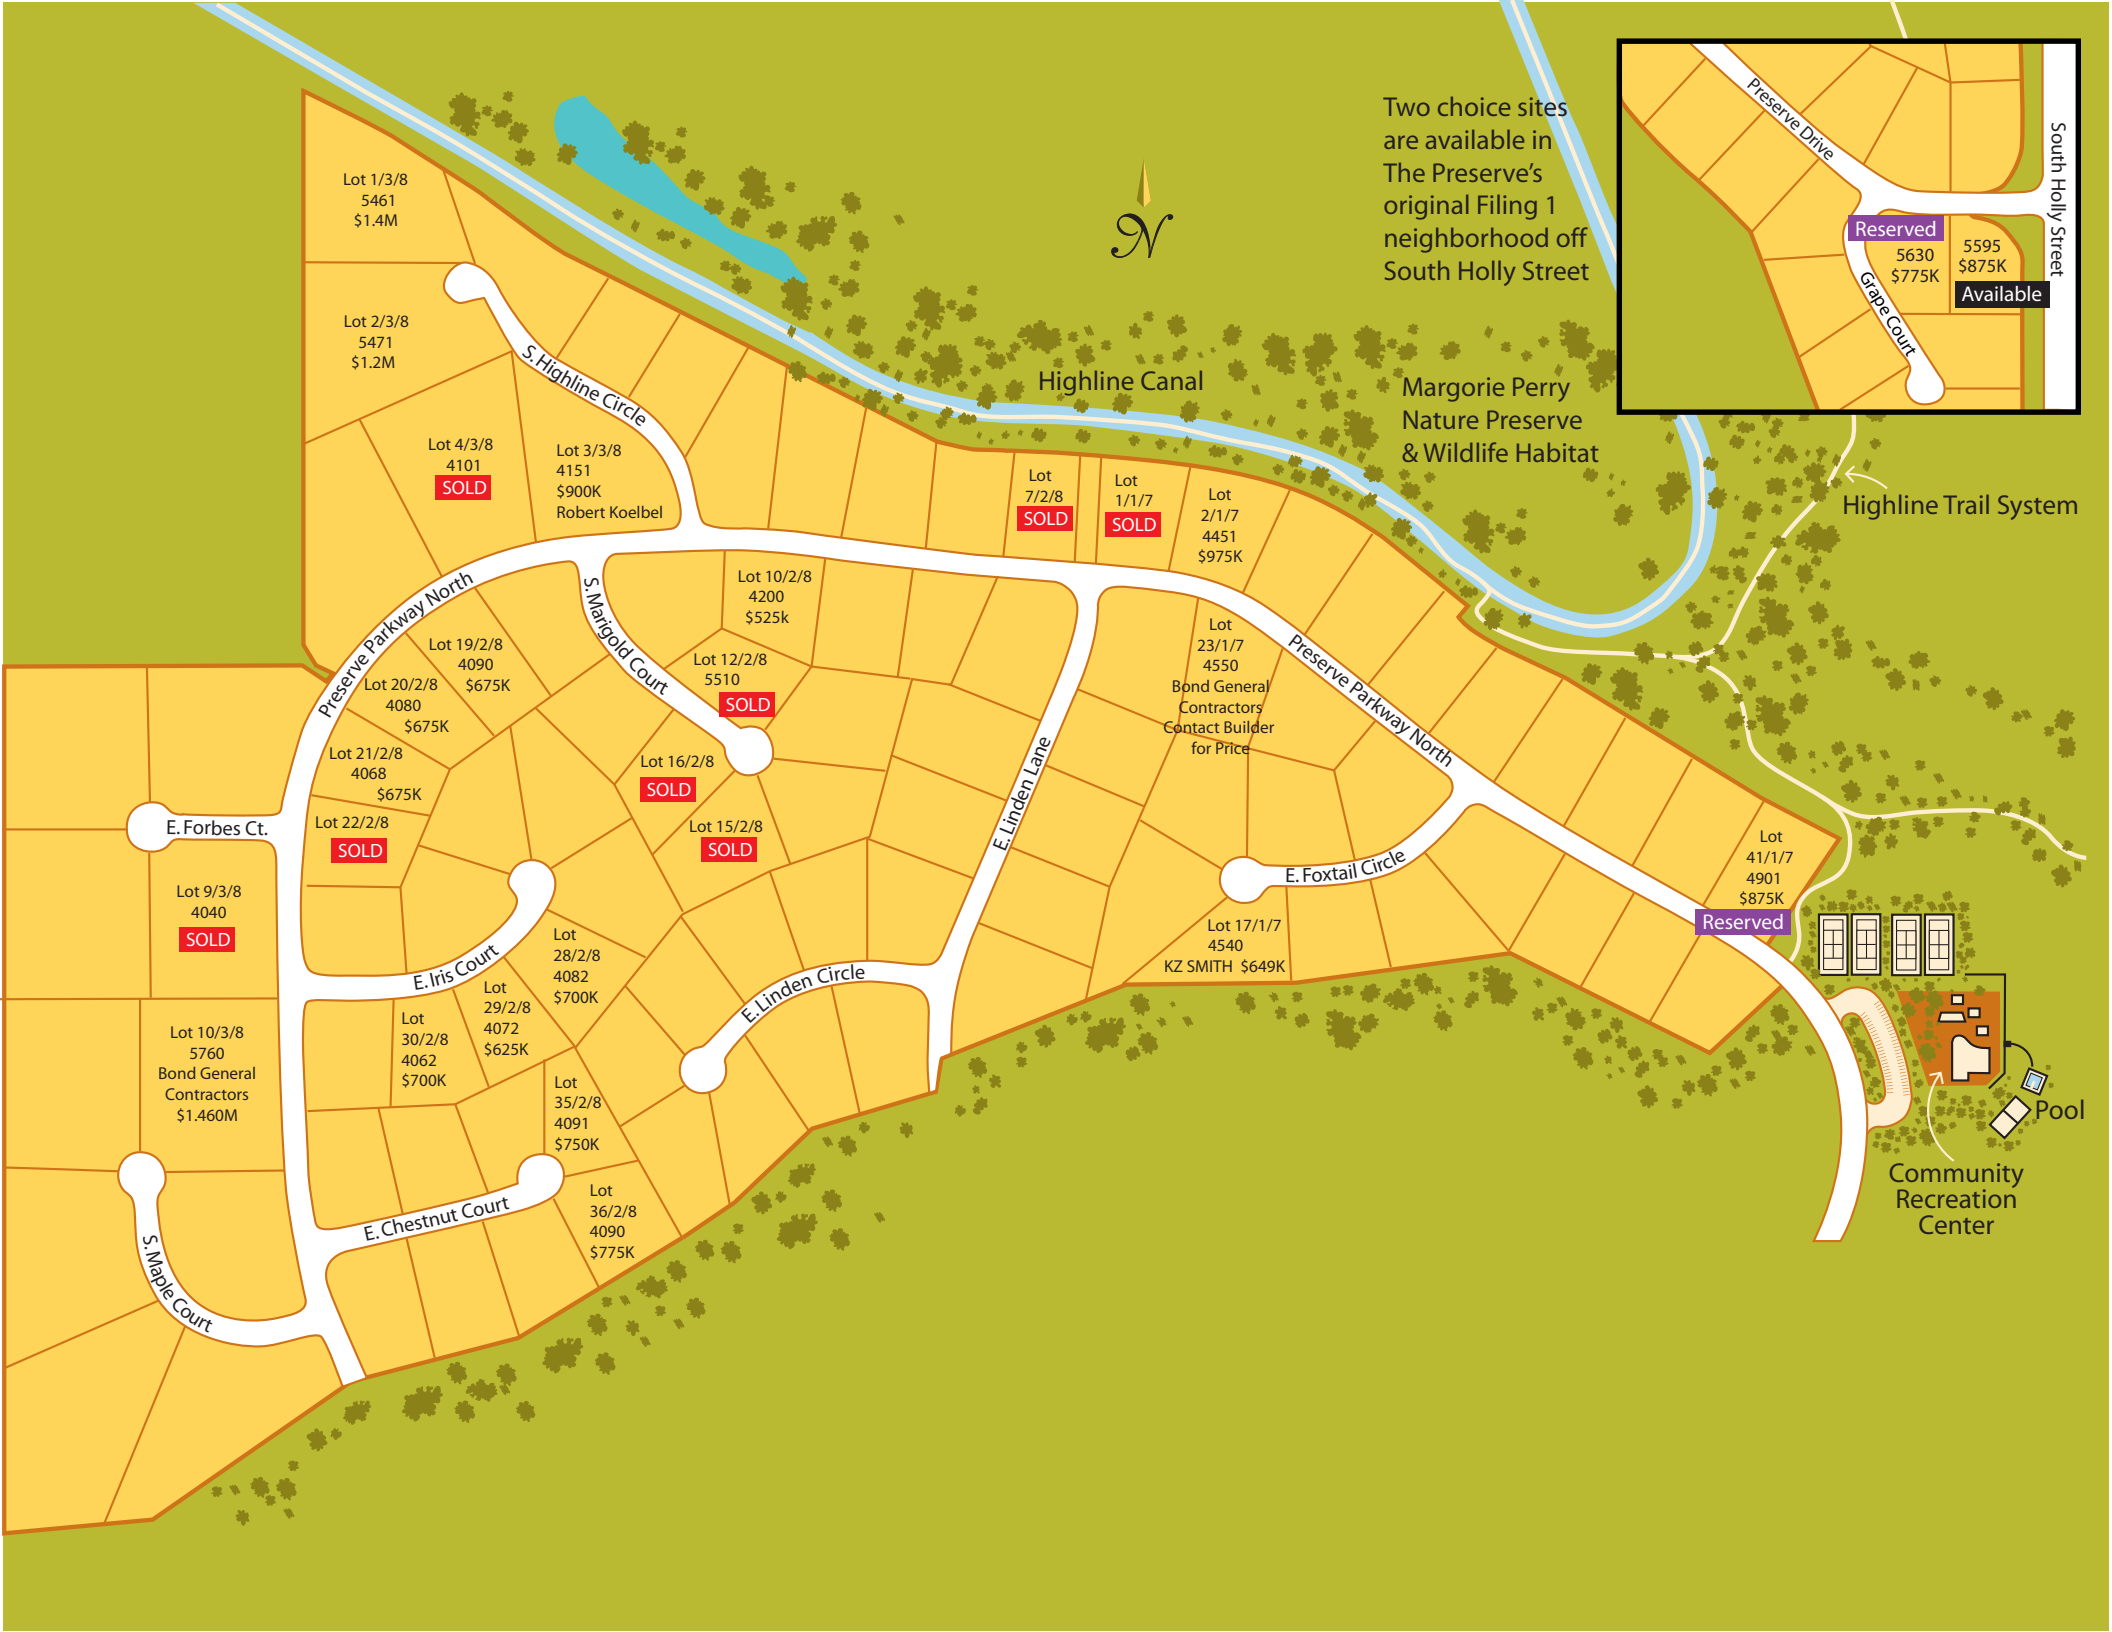 Two choice sites
are available in
The Preserve's
original Filing 1
neighborhood off
South Holly Street
Preserve Drive
South Holly Street
Reserved
5630
$775K
5595
$875K
Available
Grape Court
N
Highline Canal
Margorie Perry
Nature Preserve
& Wildlife Habitat
Highline Trail System
Lot 1/3/8
5461
$1.4M
Lot 2/3/8
5471
$1.2M
S. Highline Circle
Lot 4/3/8
4101
SOLD
Lot 3/3/8
4151
$900K
Robert Koelbel
Lot
7/2/8
SOLD
Lot
1/1/7
SOLD
Lot
2/1/7
4451
$975K
Preserve Parkway North
S. Marigold Court
Lot 10/2/8
4200
$525k
Lot 12/2/8
5510
SOLD
Lot 19/2/8
4090
$675K
Lot 20/2/8
4080
$675K
Lot 21/2/8
4068
$675K
Lot 22/2/8
SOLD
Lot 16/2/8
SOLD
Lot 15/2/8
SOLD
Lot
23/1/7
4550
Bond General
Contractors
Contact Builder
for Price
Preserve Parkway North
E. Linden Lane
E. Forbes Ct.
Lot 9/3/8
4040
SOLD
E. Foxtail Circle
Lot 17/1/7
4540
KZ SMITH $649K
Lot
41/1/7
4901
$875K
Reserved
E. Iris Court
Lot
28/2/8
4082
$700K
Lot
29/2/8
4072
$625K
Lot
30/2/8
4062
$700K
E. Linden Circle
Lot 10/3/8
5760
Bond General
Contractors
$1.460M
Lot
35/2/8
4091
$750K
Lot
36/2/8
4090
$775K
E. Chestnut Court
S. Maple Court
Pool
Community
Recreation
Center